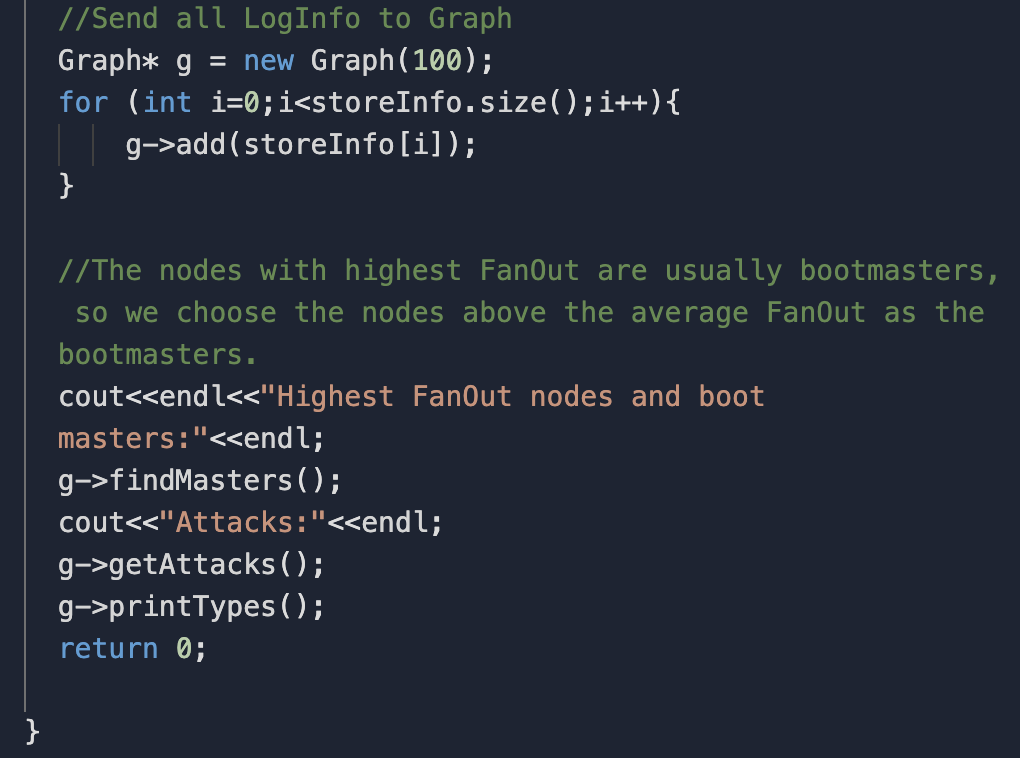 //Send all LogInfo to Graph
Graph* g = new Graph(100);
for (int i=0;i<storeInfo.size();i++){
g->add(storeInfo[i]);
}
//The nodes with highest FanOut are usually bootmasters,
so we choose the nodes above the average FanOut as the
bootmasters.
cout<<endl<<"Highest FanOut nodes and boot
masters:"<<endl;
g->findMasters();
cout<<"Attacks:"<<endl;
g->getAttacks();
g->printTypes();
return 0;
}